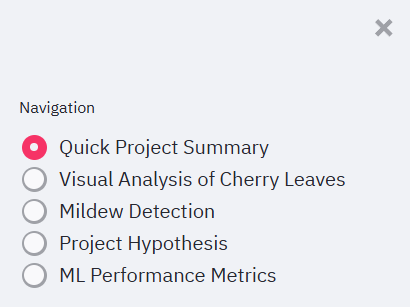 Navigation
Quick Project Summary
Visual Analysis of Cherry Leaves
Mildew Detection
Project Hypothesis
ML Performance Metrics